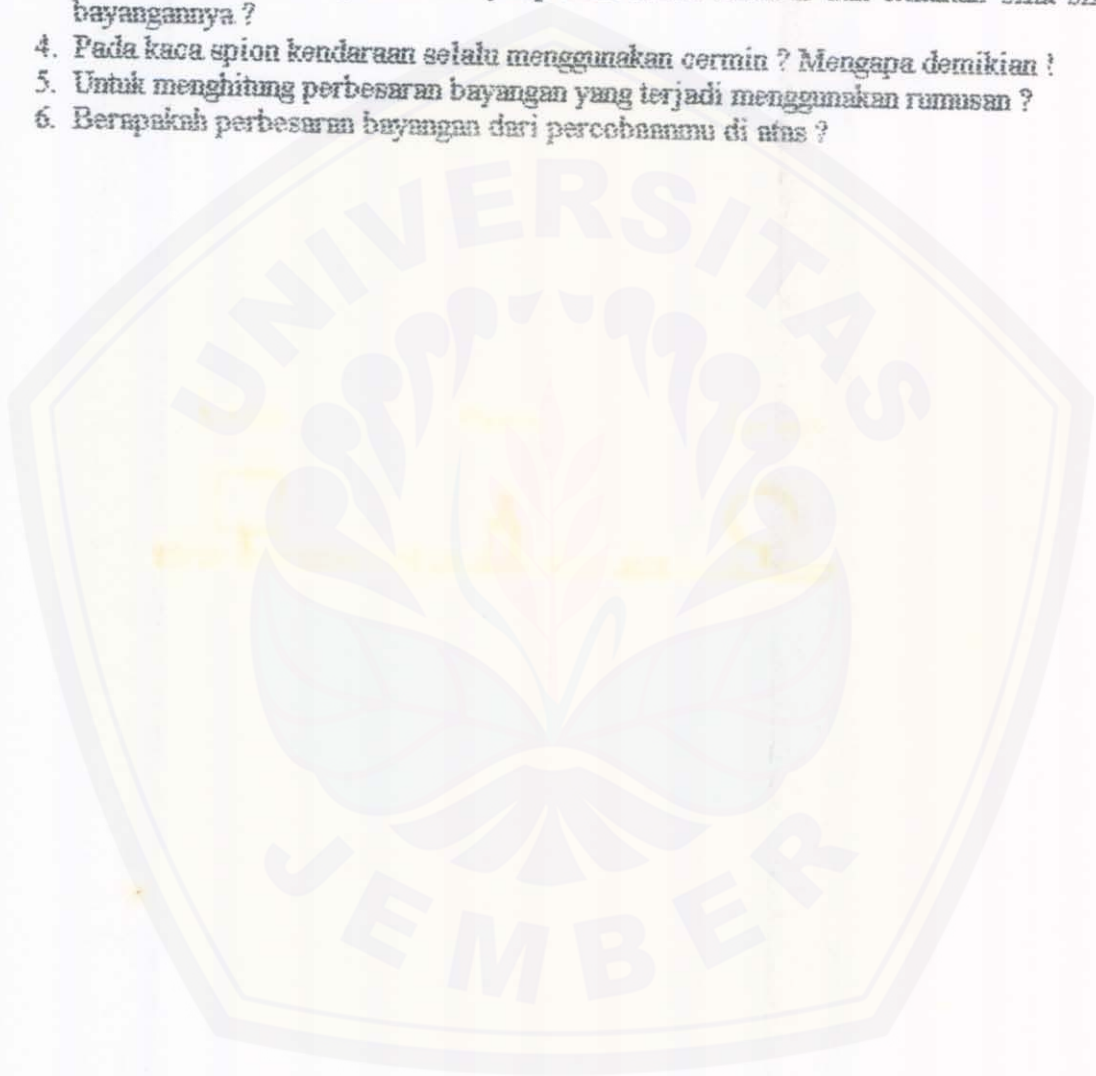 bayangannya ?
4. Pada kaca spion kendaraan selalu menggunakan cermin ? Mengapa demikian !
5. Untuk menghitung perbesaran bayangan yang terjadi menggunakan rumusan ?
6. Berapakah perbesaran bayangan dari percobaanmu di atas ?
UNIVERSITAS
JEMBER